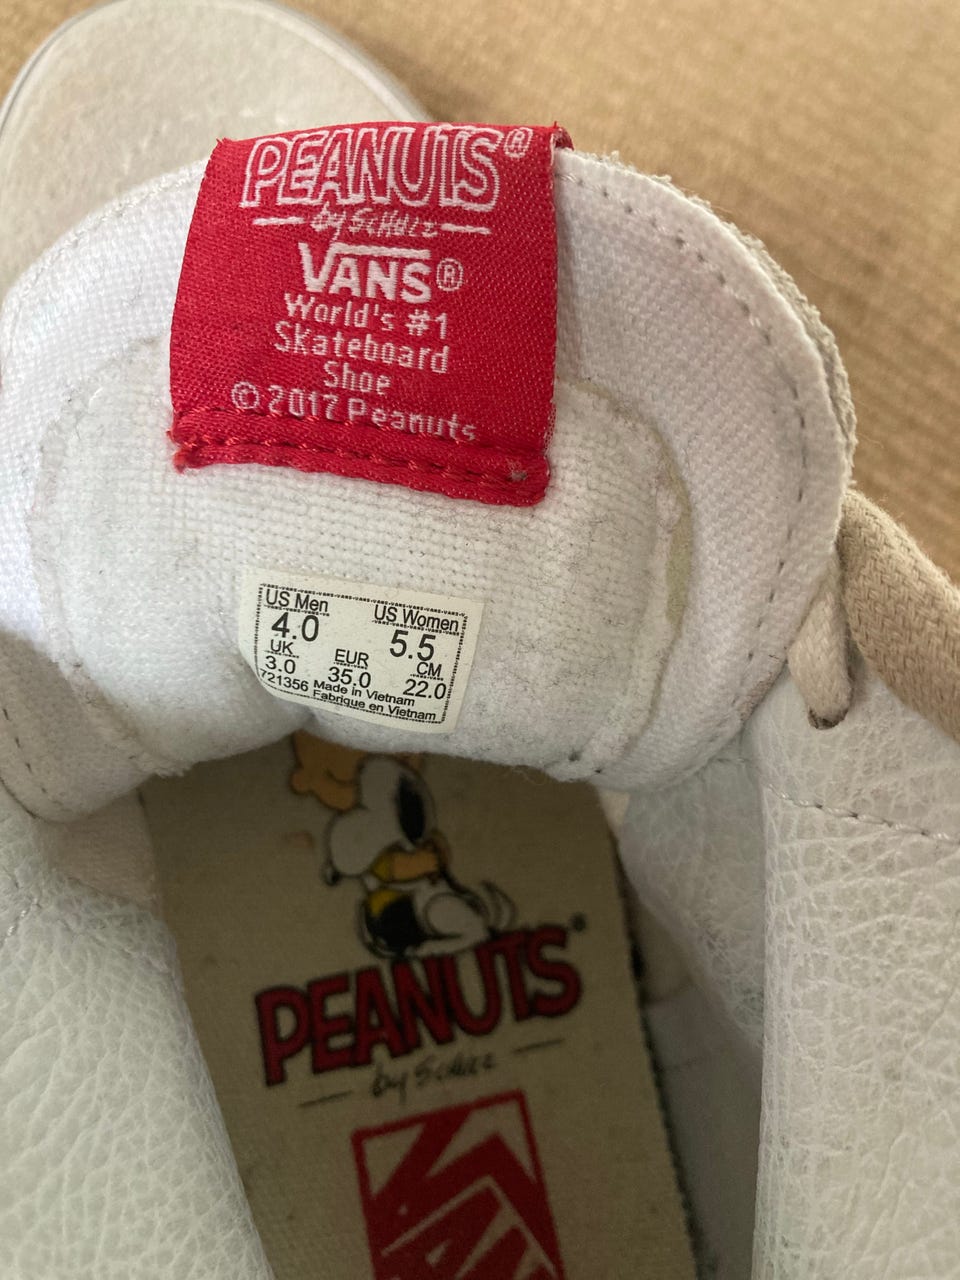 PEANUTS®
by SCHULZ
VANS®
World's #1
Skateboard
Shoe
© 2017 Peanuts
US Men US Women
4.0 5.5
UK EUR CM
3.0 35.0 22.0
721356 Made in Vietnam
Fabrique en Vietnam
PEANUTS®
by SCHULZ